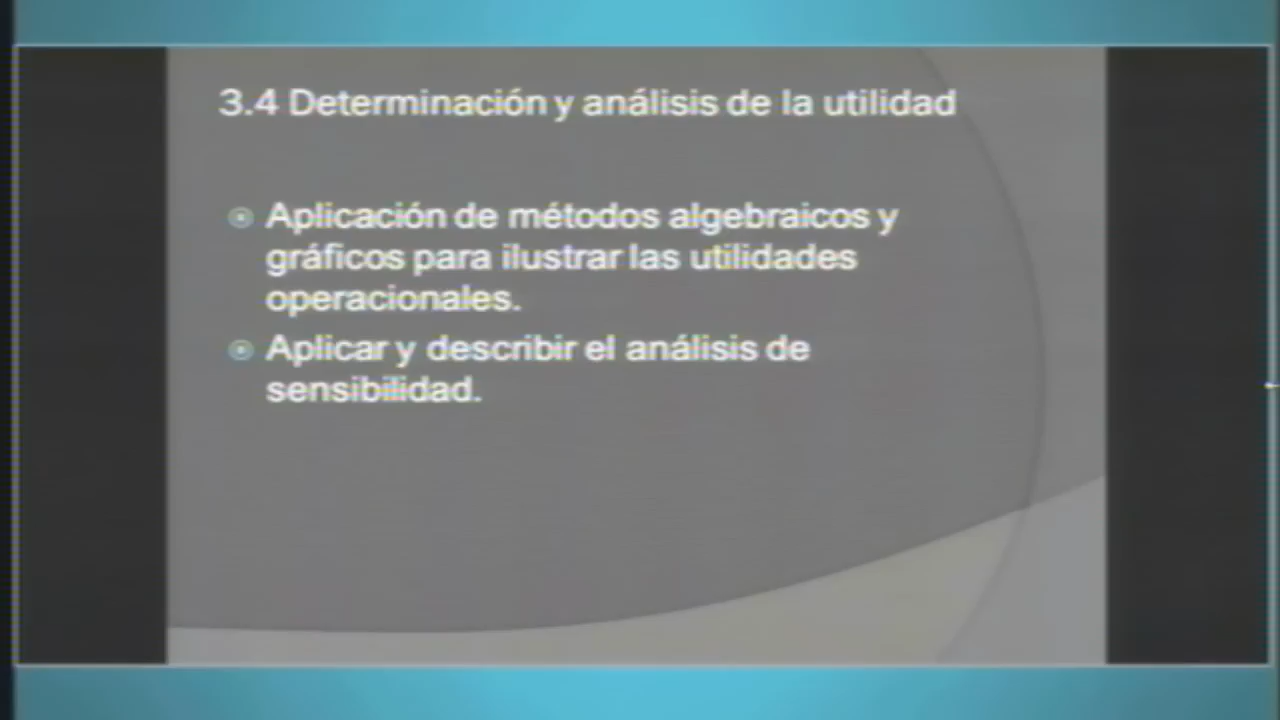 3.4 Determinación y análisis de la utilidad
Aplicación de métodos algebraicos y
gráficos para ilustrar las utilidades
operacionales.
Aplicar y describir el análisis de
sensibilidad.